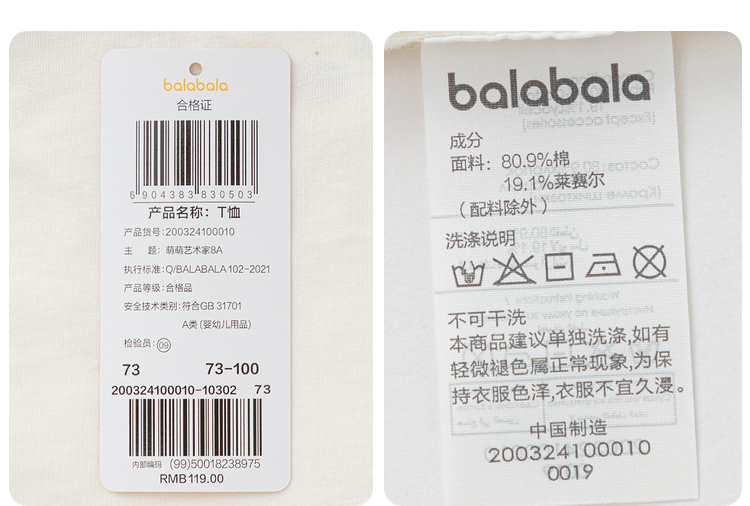 balabala
合格证
6 904383 830503
产品名称：T恤
产品货号:200324100010
主 题：萌萌艺术家8A
执行标准:Q/BALABALA 102-2021
产品等级:合格品
安全技术类别:符合GB 31701
A类 (婴幼儿用品)
检验员: 09
73 73-100
200324100010-10302 73
内部编码 (99)50018238975
RMB119.00
balabala
成分
面料：80.9%棉
19.1%莱赛尔
（配料除外）
洗涤说明
不可干洗
本商品建议单独洗涤,如有
轻微褪色属正常现象,为保
持衣服色泽,衣服不宜久浸。
中国制造
200324100010
0019